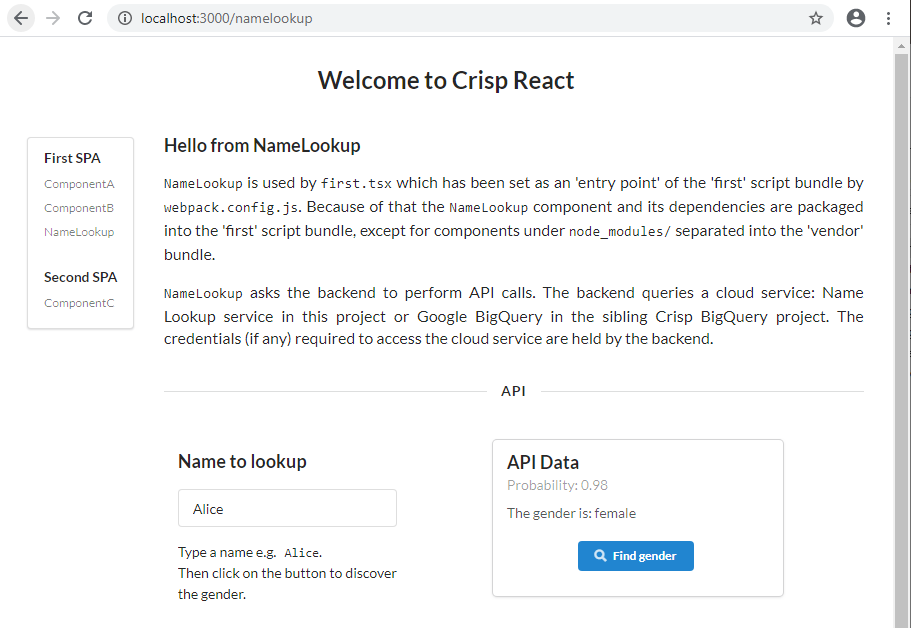 localhost:3000/namelookup
Welcome to Crisp React
First SPA
ComponentA
ComponentB
NameLookup
Second SPA
ComponentC
Hello from NameLookup
NameLookup is used by first.tsx which has been set as an 'entry point' of the 'first' script bundle by
webpack.config.js. Because of that the NameLookup component and its dependencies are packaged
into the 'first' script bundle, except for components under node_modules/ separated into the 'vendor'
bundle.
NameLookup asks the backend to perform API calls. The backend queries a cloud service: Name
Lookup service in this project or Google BigQuery in the sibling Crisp BigQuery project. The
credentials (if any) required to access the cloud service are held by the backend.
API
Name to lookup
Alice
Type a name e.g. Alice.
Then click on the button to discover
the gender.
API Data
Probability: 0.98
The gender is: female
Find gender